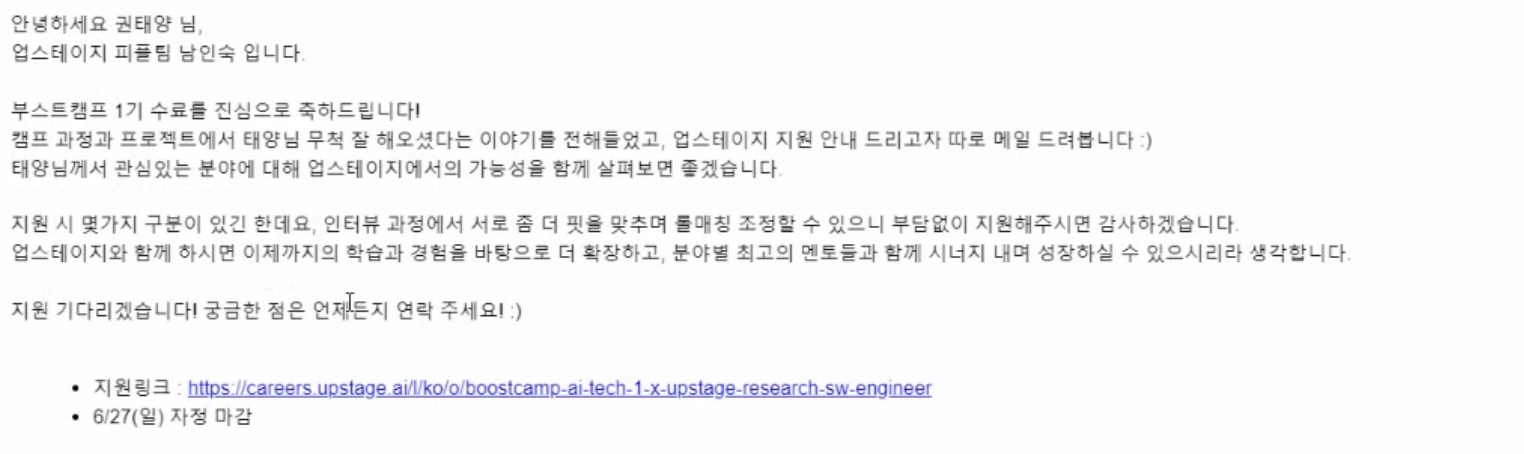 안녕하세요 권태양 님,
업스테이지 피플팀 남인숙 입니다.
부스트캠프 1기 수료를 진심으로 축하드립니다!
캠프 과정과 프로젝트에서 태양님 무척 잘 해오셨다는 이야기를 전해들었고, 업스테이지 지원 안내 드리고자 따로 메일 드려봅니다 :)
태양님께서 관심있는 분야에 대해 업스테이지에서의 가능성을 함께 살펴보면 좋겠습니다.
지원 시 몇가지 구분이 있긴 한데요, 인터뷰 과정에서 서로 좀 더 핏을 맞추며 롤매칭 조정할 수 있으니 부담없이 지원해주시면 감사하겠습니다.
업스테이지와 함께 하시면 이제까지의 학습과 경험을 바탕으로 더 확장하고, 분야별 최고의 멘토들과 함께 시너지 내며 성장하실 수 있으시리라 생각합니다.
지원 기다리겠습니다! 궁금한 점은 언제든지 연락 주세요! :)
• 지원링크 : https://careers.upstage.ai/l/ko/o/boostcamp-ai-tech-1-x-upstage-research-sw-engineer
• 6/27(일) 자정 마감